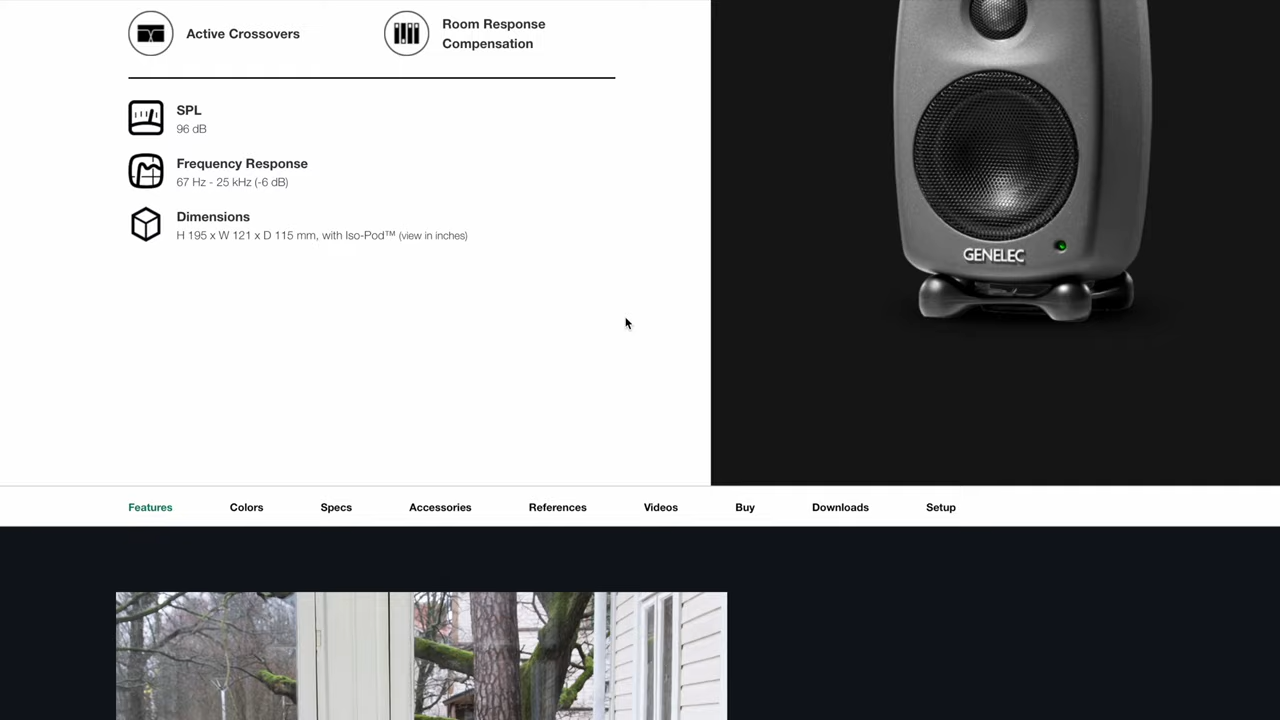 Active Crossovers
Room Response
Compensation
SPL
96 dB
Frequency Response
67 Hz - 25 kHz (-6 dB)
Dimensions
H 195 x W 121 x D 115 mm, with Iso-Pod™ (view in inches)
GENELEC
Features Colors Specs Accessories References Videos Buy Downloads Setup